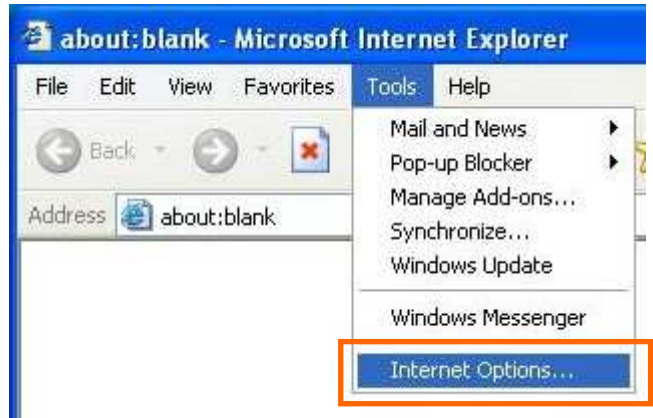 about:blank - Microsoft Internet Explorer
File Edit View Favorites Tools Help
Back
Address about:blank
Mail and News
Pop-up Blocker
Manage Add-ons...
Synchronize...
Windows Update
Windows Messenger
Internet Options...